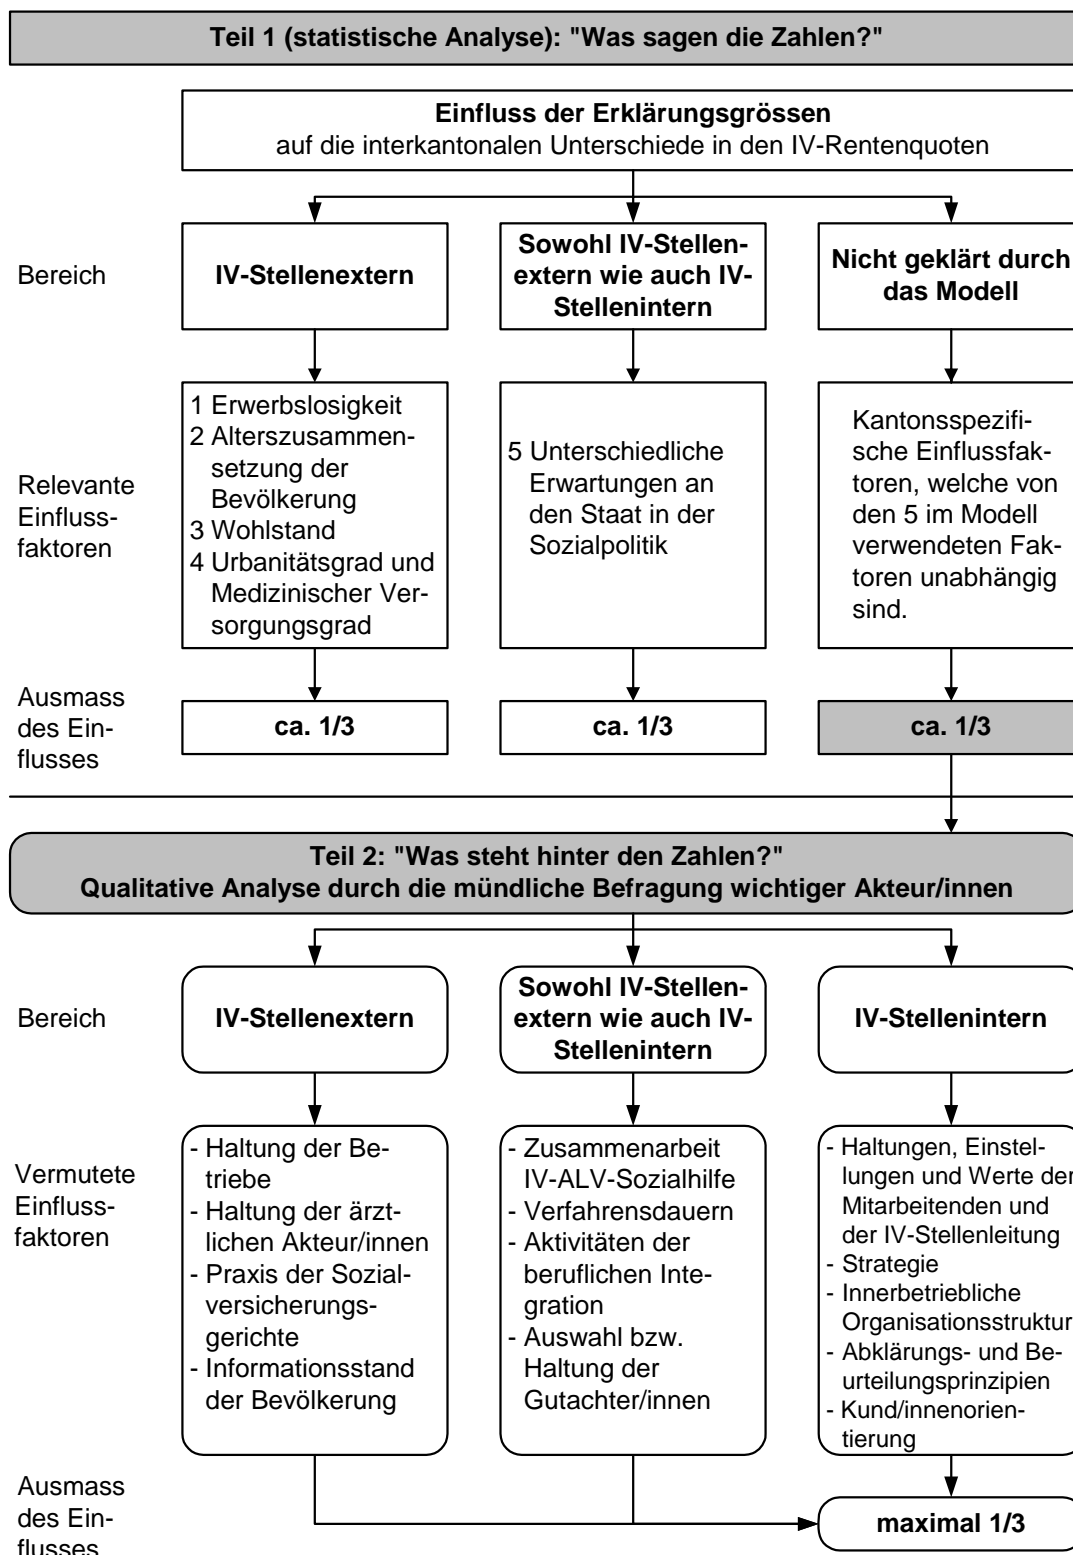 Teil 1 (statistische Analyse): "Was sagen die Zahlen?"
Einfluss der Erklärungsgrössen
auf die interkantonalen Unterschiede in den IV-Rentenquoten
Bereich
IV-Stellenextern
Sowohl IV-Stellen-
extern wie auch IV-
Stellenintern
Nicht geklärt durch
das Modell
Relevante
Einfluss-
faktoren
1 Erwerbslosigkeit
2 Alterszusammen-
setzung der
Bevölkerung
3 Wohlstand
4 Urbanitätsgrad und
Medizinischer Ver-
sorgungsgrad
5 Unterschiedliche
Erwartungen an
den Staat in der
Sozialpolitik
Kantonsspezifi-
sche Einflussfak-
toren, welche von
den 5 im Modell
verwendeten Fak-
toren unabhängig
sind.
Ausmass
des Ein-
flusses
ca. 1/3
ca. 1/3
ca. 1/3
Teil 2: "Was steht hinter den Zahlen?"
Qualitative Analyse durch die mündliche Befragung wichtiger Akteur/innen
Bereich
IV-Stellenextern
Sowohl IV-Stellen-
extern wie auch IV-
Stellenintern
IV-Stellenintern
Vermutete
Einfluss-
faktoren
- Haltung der Be-
triebe
- Haltung der ärzt-
lichen Akteur/innen
- Praxis der Sozial-
versicherungs-
gerichte
- Informationsstand
der Bevölkerung
- Zusammenarbeit
IV-ALV-Sozialhilfe
- Verfahrensdauern
- Aktivitäten der
beruflichen Inte-
gration
- Auswahl bzw.
Haltung der
Gutachter/innen
- Haltungen, Einstel-
lungen und Werte der
Mitarbeitenden und
der IV-Stellenleitung
- Strategie
- Innerbetriebliche
Organisationsstruktur
- Abklärungs- und Be-
urteilungsprinzipien
- Kund/innenorien-
tierung
Ausmass
des Ein-
flusses
maximal 1/3